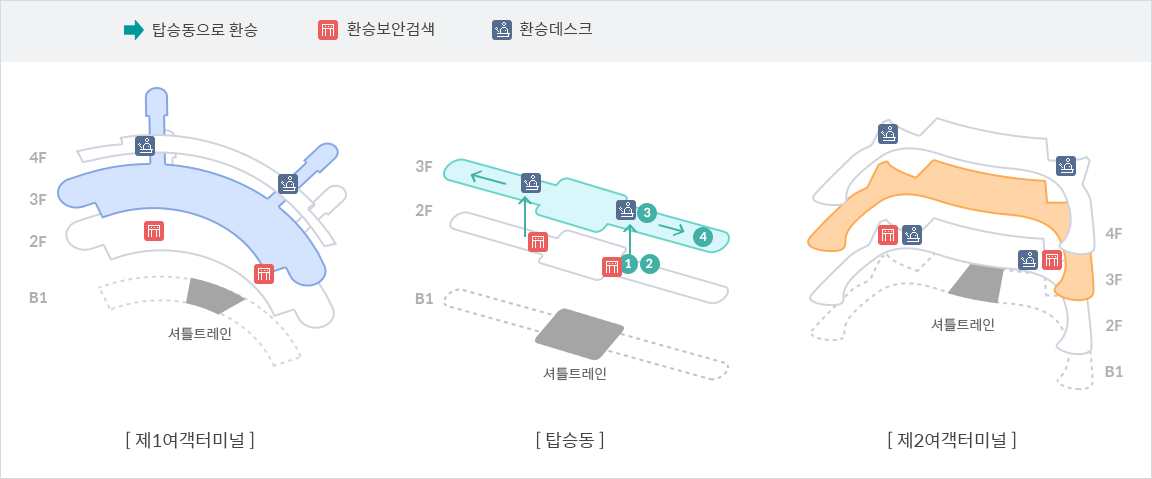 탑승동으로 환승
환승보안검색
환승데스크
4F
3F
2F
B1
셔틀트레인
[ 제1여객터미널 ]
3F
2F
B1
3
4
1
2
셔틀트레인
[ 탑승동 ]
4F
3F
2F
B1
셔틀트레인
[ 제2여객터미널 ]